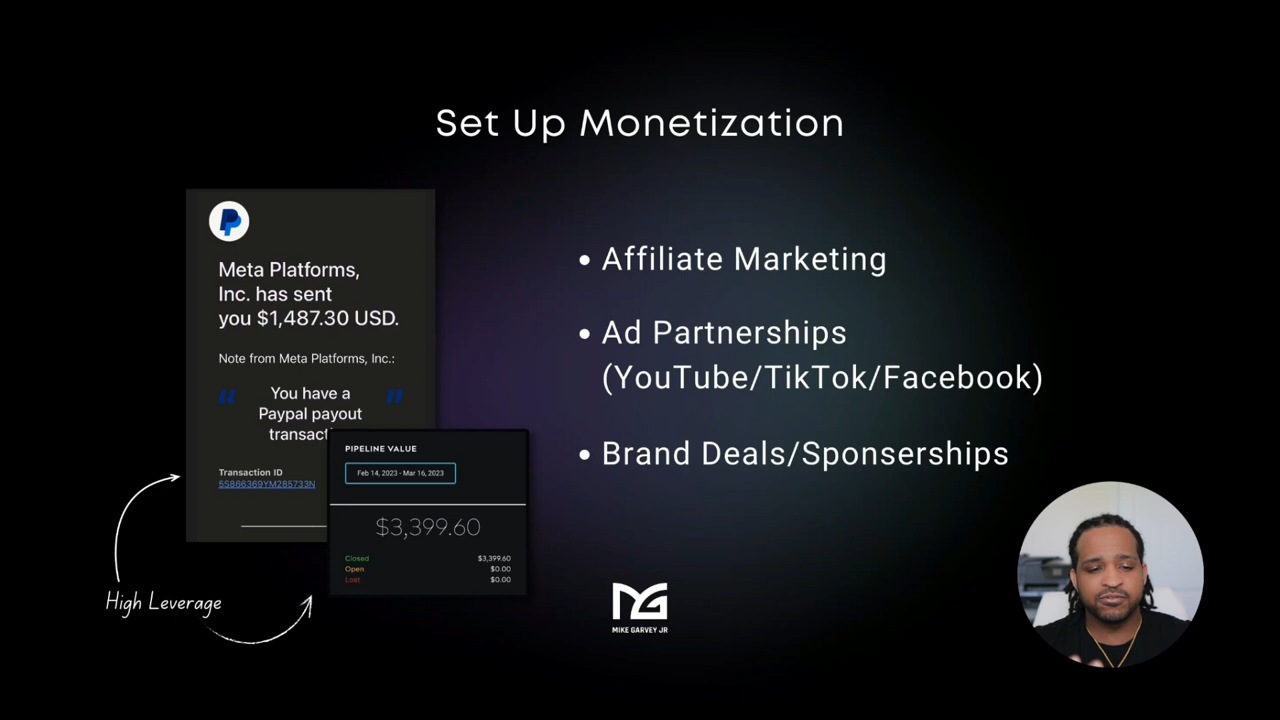 Set Up Monetization
Meta Platforms,
Inc. has sent
you $1,487.30 USD.
Note from Meta Platforms, Inc.:
“ You have a ”
Paypal payout
transact
Transaction ID
5S866369YM285733N
PIPELINE VALUE
Feb 14, 2023 - Mar 16, 2023
$3,399.60
Closed $3,399.60
Open $0.00
Lost $0.00
High Leverage
• Affiliate Marketing
• Ad Partnerships
(YouTube/TikTok/Facebook)
• Brand Deals/Sponserships
MG
MIKE GARVEY JR